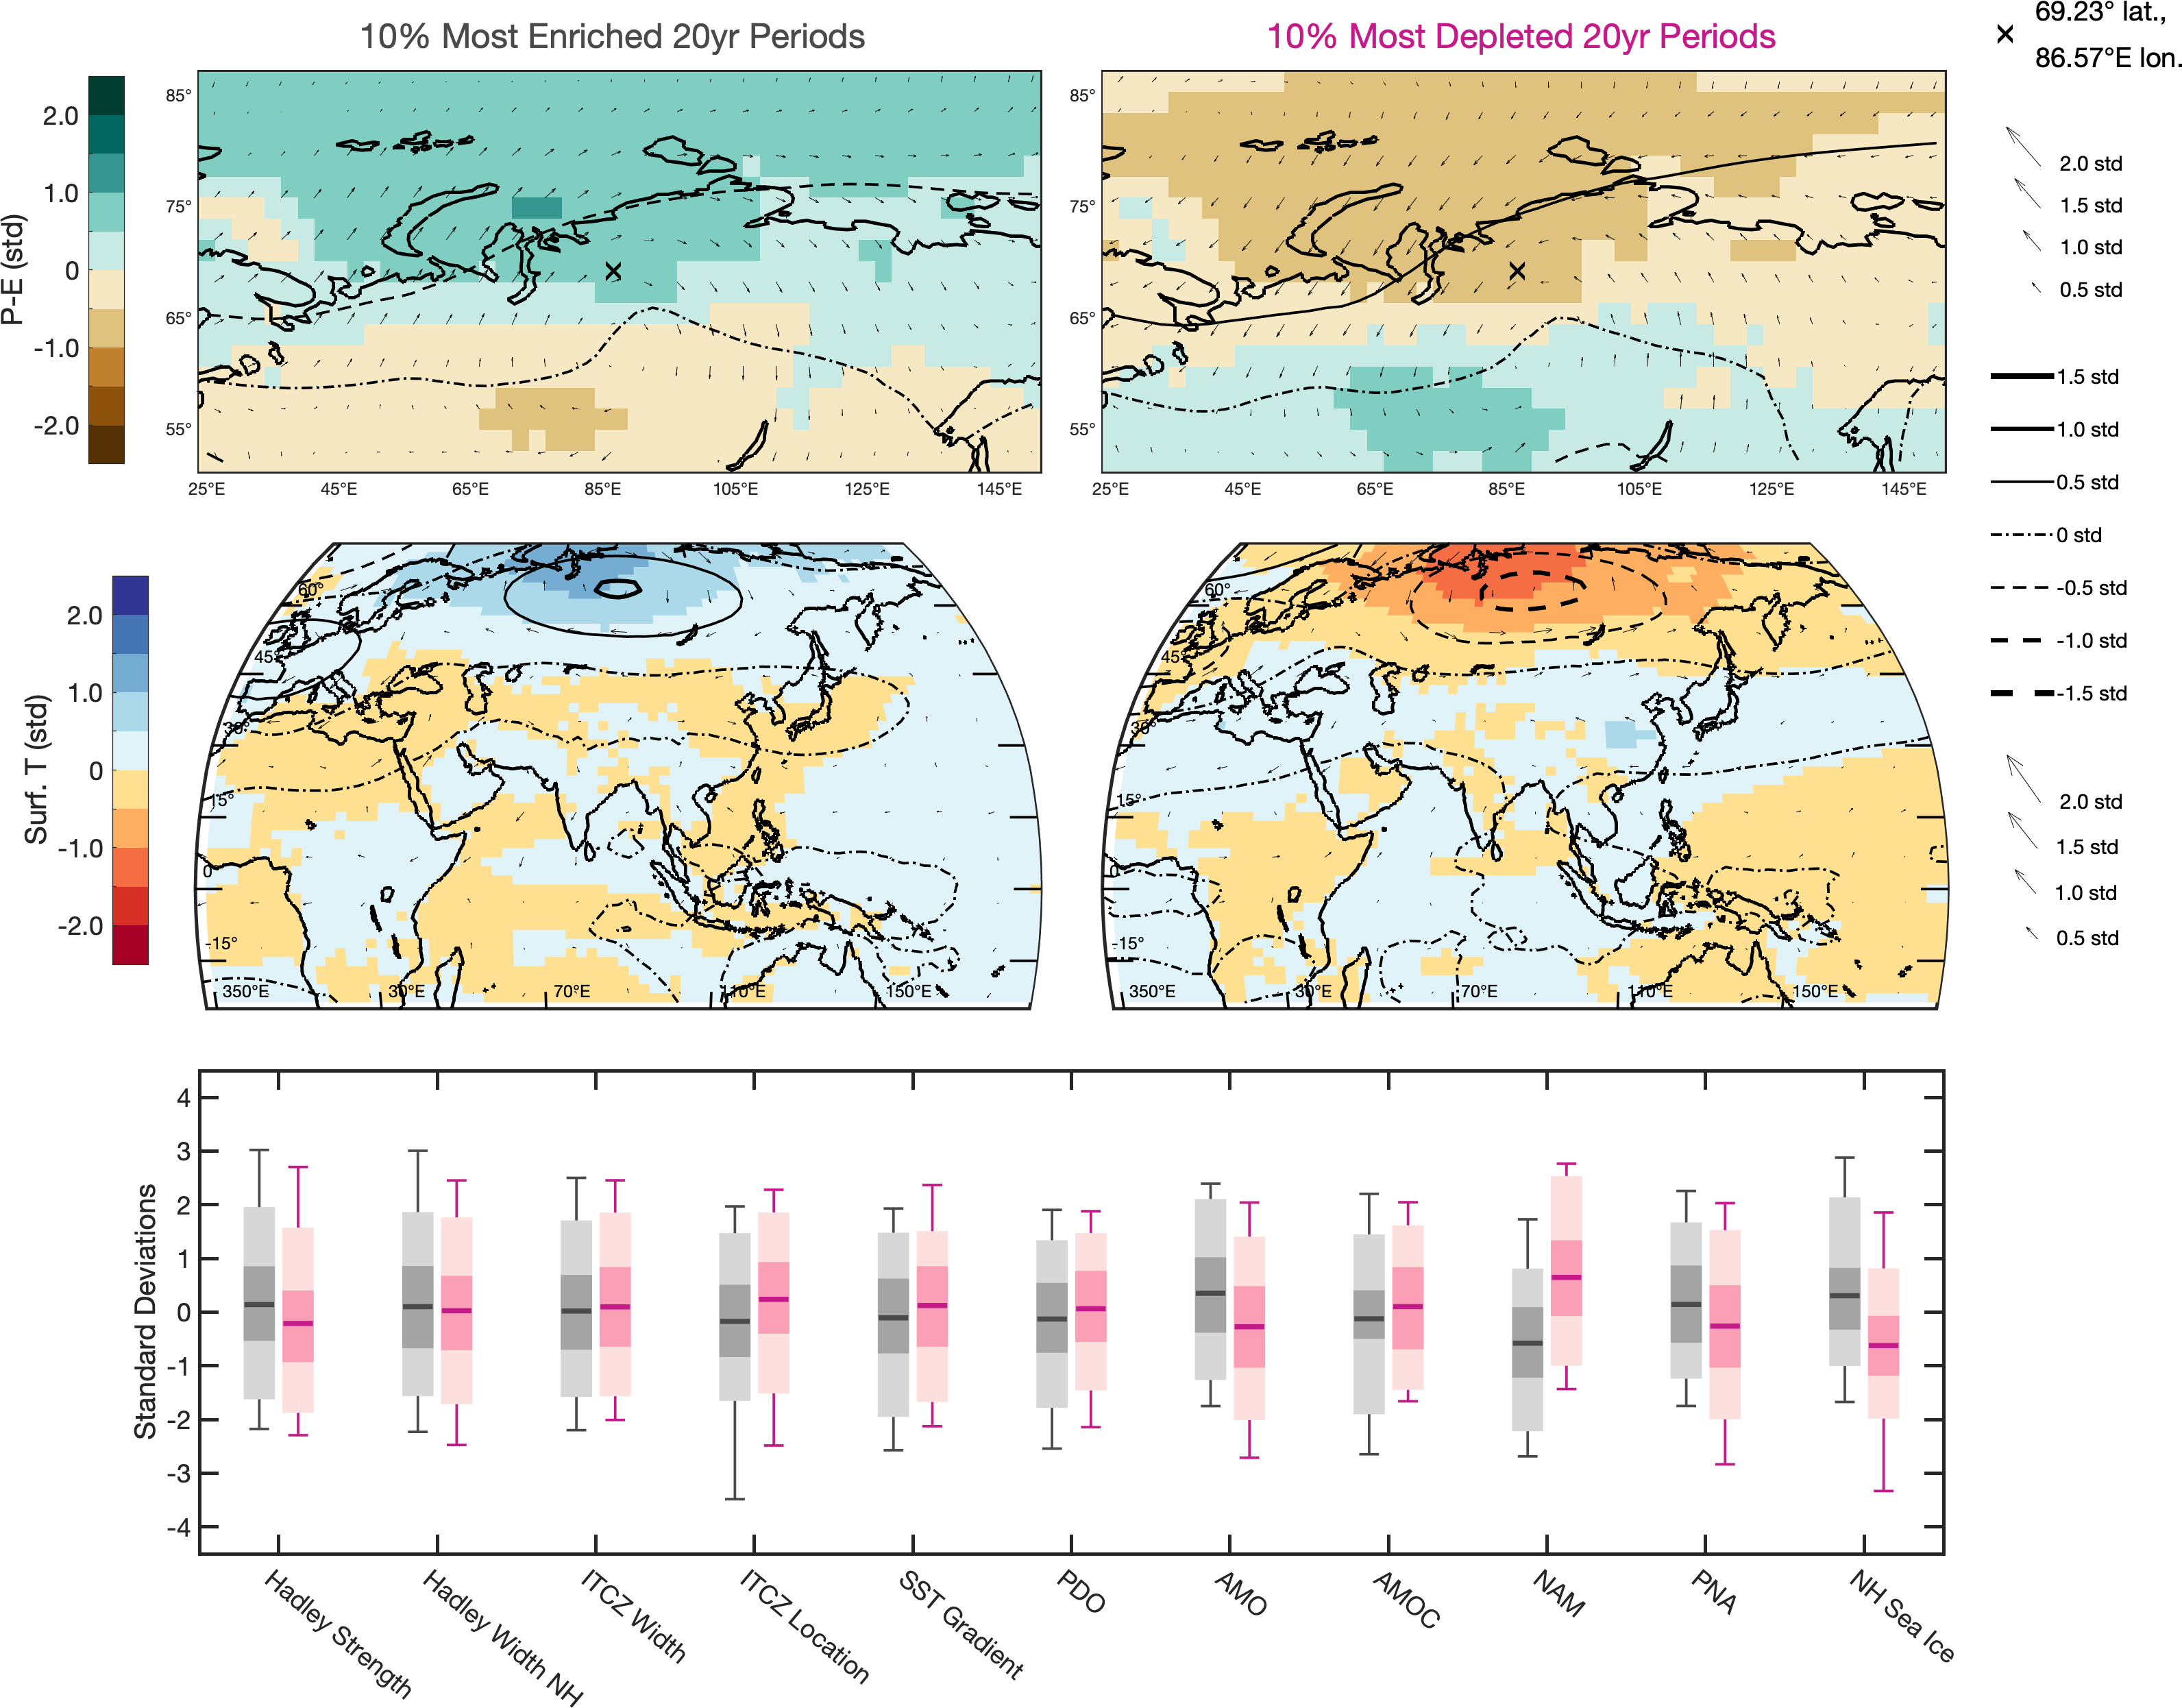 10% Most Enriched 20yr Periods
10% Most Depleted 20yr Periods
69.23° lat.,
86.57°E lon.
P-E (std)
2.0
1.0
0
-1.0
-2.0
85°
75°
65°
55°
25°E 45°E 65°E 85°E 105°E 125°E 145°E
85°
75°
65°
55°
25°E 45°E 65°E 85°E 105°E 125°E 145°E
2.0 std
1.5 std
1.0 std
0.5 std
1.5 std
1.0 std
0.5 std
0 std
-0.5 std
-1.0 std
-1.5 std
Surf. T (std)
2.0
1.0
0
-1.0
-2.0
60°
45°
30°
15°
0
-15°
350°E 30°E 70°E 110°E 150°E
60°
45°
30°
15°
0
-15°
350°E 30°E 70°E 110°E 150°E
2.0 std
1.5 std
1.0 std
0.5 std
Standard Deviations
4
3
2
1
0
-1
-2
-3
-4
Hadley Strength
Hadley Width NH
ITCZ Width
ITCZ Location
SST Gradient
PDO
AMO
AMOC
NAM
PNA
NH Sea Ice